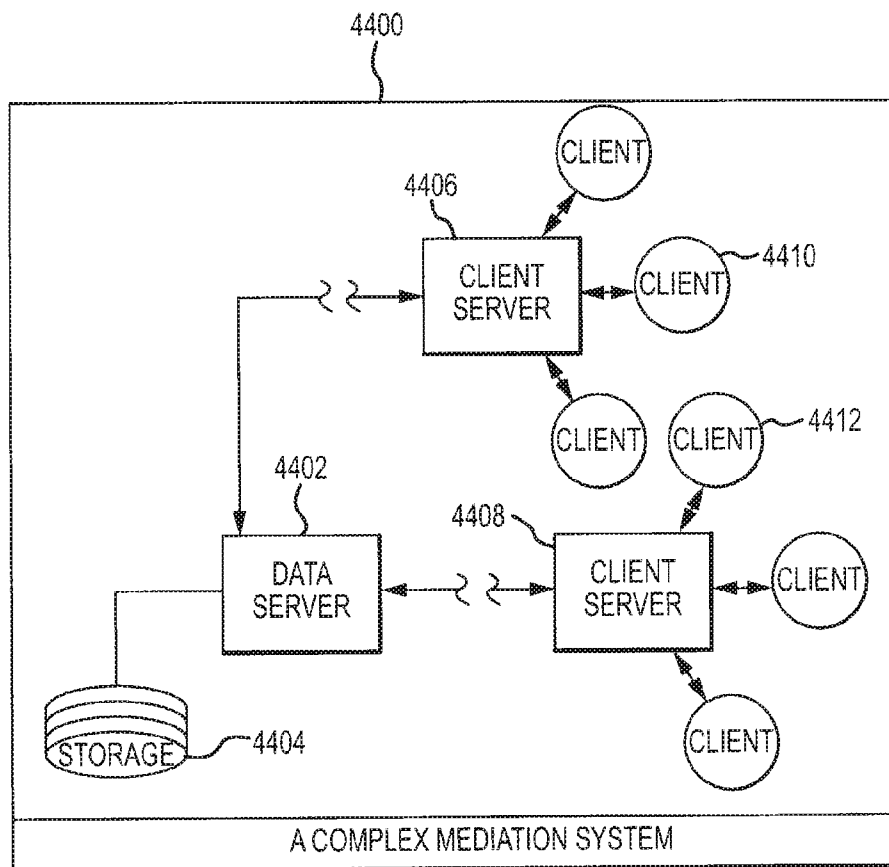 4400
CLIENT
4406
CLIENT
SERVER
CLIENT
4410
CLIENT
CLIENT
4412
4402
DATA
SERVER
4408
CLIENT
SERVER
CLIENT
CLIENT
STORAGE
4404
A COMPLEX MEDIATION SYSTEM